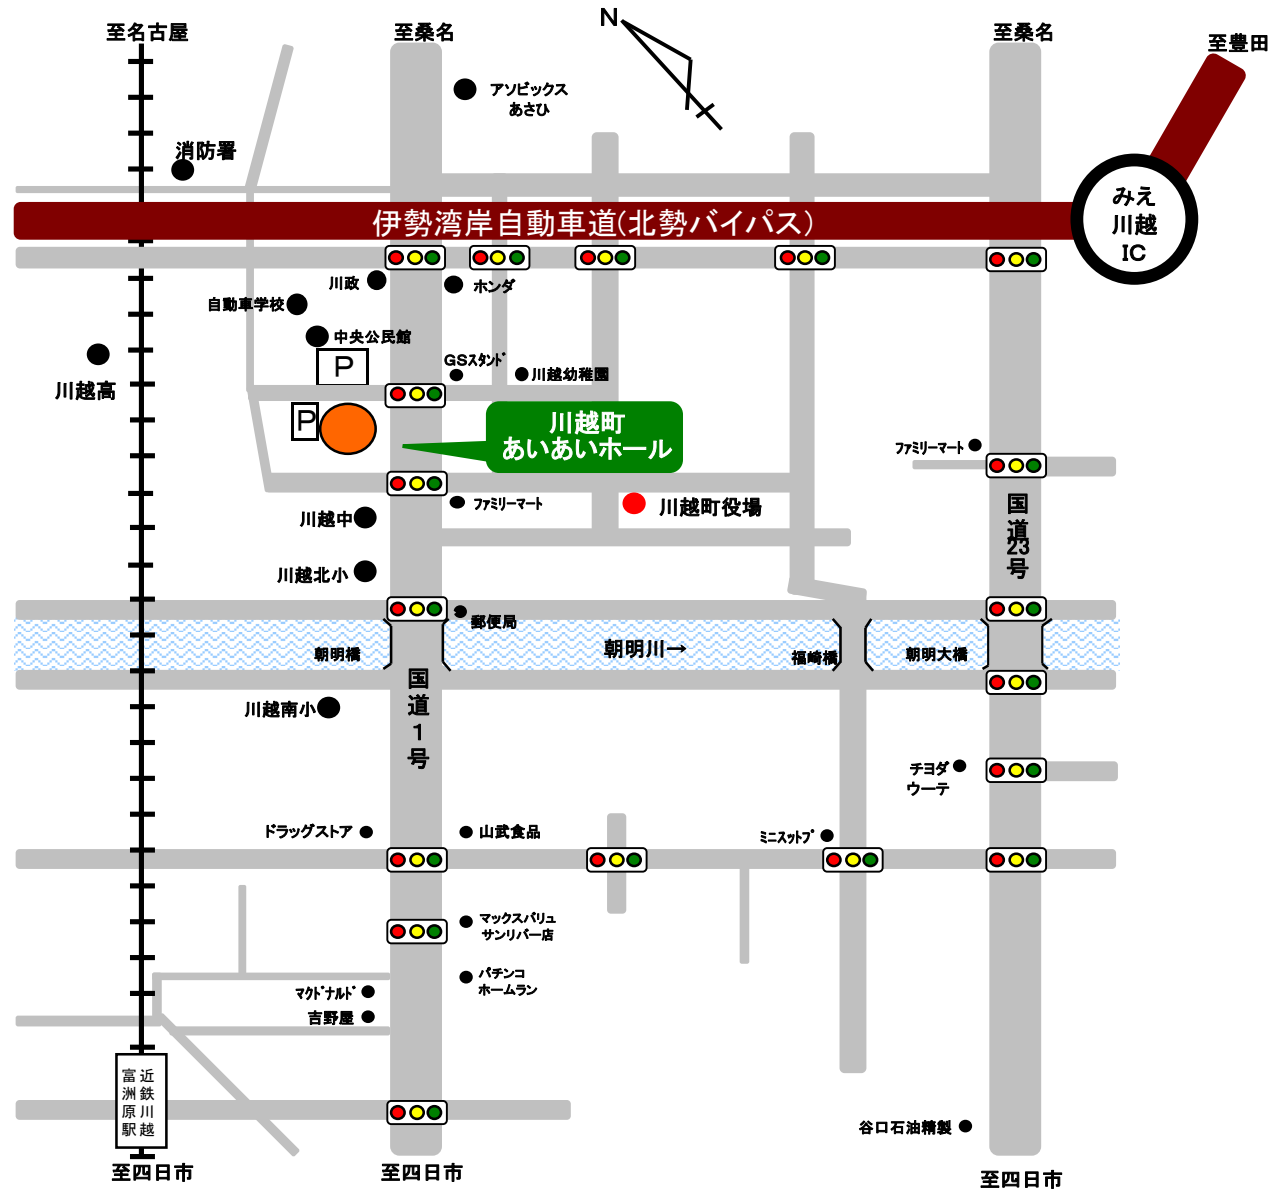 至名古屋
至桑名
N
至桑名
至豊田
アソビックス
あさひ
消防署
伊勢湾岸自動車道(北勢バイパス)
みえ
川越
IC
川政
ホンダ
自動車学校
中央公民館
P
GSスタンド
川越幼稚園
川越高
P
川越町
あいあいホール
ファミリーマート
ファミリーマート
川越町役場
国道23号
川越中
川越北小
郵便局
朝明橋
朝明川→
福崎橋
朝明大橋
国道1号
川越南小
チヨダ
ウーテ
ドラッグストア
山武食品
ミニスットプ
マックスバリュ
サンリバー店
パチンコ
ホームラン
マクドナルド
吉野屋
近鉄川越
富洲原駅
谷口石油精製
至四日市
至四日市
至四日市